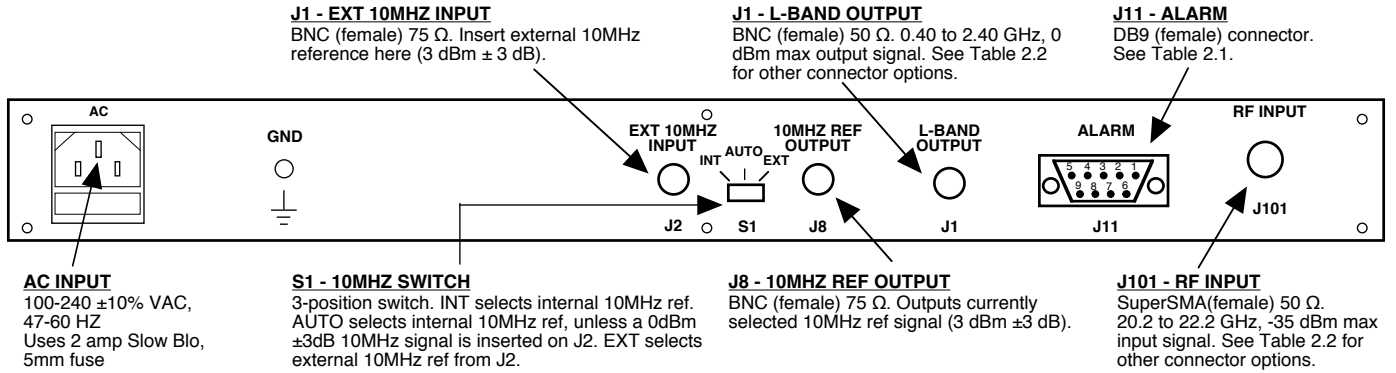 J1 - EXT 10MHZ INPUT
BNC (female) 75 Ω. Insert external 10MHz
reference here (3 dBm ± 3 dB).
J1 - L-BAND OUTPUT
BNC (female) 50 Ω. 0.40 to 2.40 GHz, 0
dBm max output signal. See Table 2.2
for other connector options.
J11 - ALARM
DB9 (female) connector.
See Table 2.1.
AC
GND
EXT 10MHZ
INPUT
INT
AUTO
EXT
10MHZ REF
OUTPUT
L-BAND
OUTPUT
ALARM
RF INPUT
5 4 3 2 1
9 8 7 6
J2
S1
J8
J1
J11
J101
AC INPUT
100-240 ±10% VAC,
47-60 HZ
Uses 2 amp Slow Blo,
5mm fuse
S1 - 10MHZ SWITCH
3-position switch. INT selects internal 10MHz ref.
AUTO selects internal 10MHz ref, unless a 0dBm
±3dB 10MHz signal is inserted on J2. EXT selects
external 10MHz ref from J2.
J8 - 10MHZ REF OUTPUT
BNC (female) 75 Ω. Outputs currently
selected 10MHz ref signal (3 dBm ±3 dB).
J101 - RF INPUT
SuperSMA(female) 50 Ω.
20.2 to 22.2 GHz, -35 dBm max
input signal. See Table 2.2 for
other connector options.